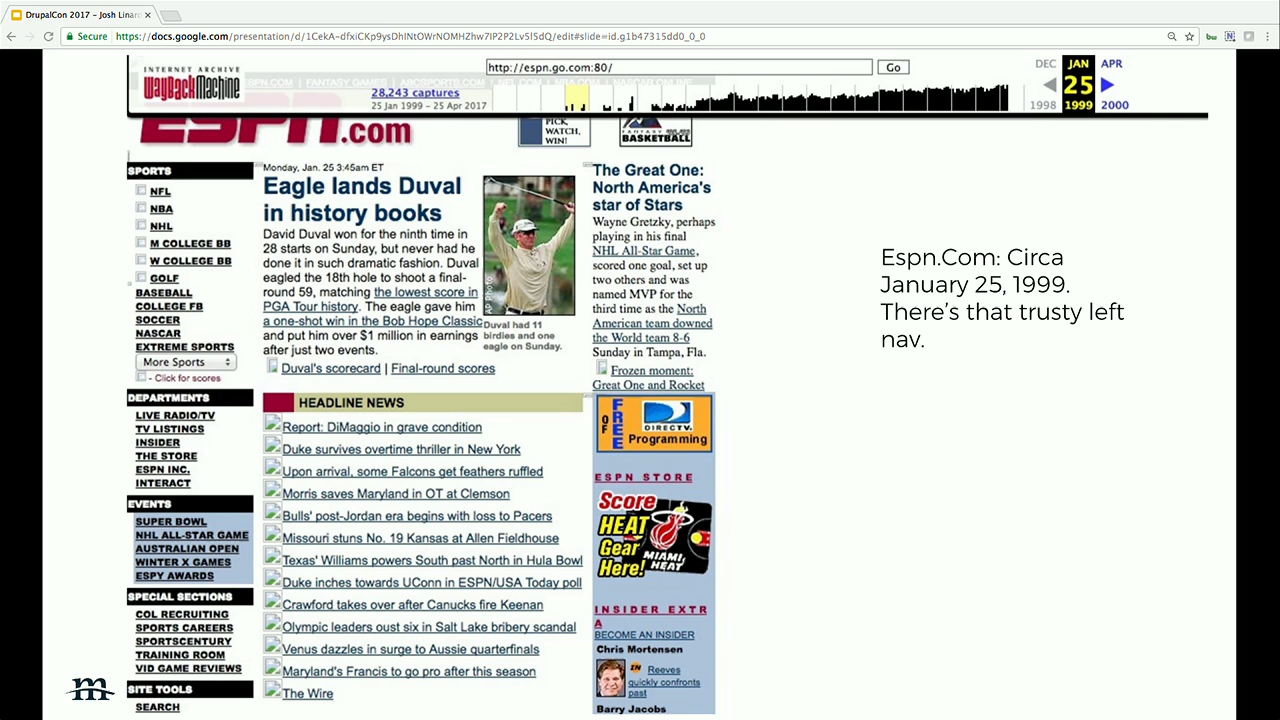 DrupalCon 2017 - Josh Linar
Secure
https://docs.google.com/presentation/d/1CekA-dfxiCKp9ysDhINtOWrNOMHZhw7IP2P2Lv5I5dQ/edit#slide=id.g1b47315dd0_0_0
INTERNET ARCHIVE
WayBackMachine
http://espn.go.com:80/
Go
28,243 captures
25 Jan 1999 – 25 Apr 2017
DEC JAN APR
25
1998 1999 2000
ESPN.com
PICK,
WATCH,
WIN!
FANTASY
BASKETBALL
SPORTS
NFL
NBA
NHL
M COLLEGE BB
W COLLEGE BB
GOLF
BASEBALL
COLLEGE FB
SOCCER
NASCAR
EXTREME SPORTS
More Sports
- Click for scores
DEPARTMENTS
LIVE RADIO/TV
TV LISTINGS
INSIDER
THE STORE
ESPN INC.
INTERACT
EVENTS
SUPER BOWL
NHL ALL-STAR GAME
AUSTRALIAN OPEN
WINTER X GAMES
ESPY AWARDS
SPECIAL SECTIONS
COL RECRUITING
SPORTS CAREERS
SPORTSCENTURY
TRAINING ROOM
VID GAME REVIEWS
SITE TOOLS
SEARCH
Monday, Jan. 25 3:45am ET
Eagle lands Duval
in history books
David Duval won for the ninth time in
28 starts on Sunday, but never had he
done it in such dramatic fashion. Duval
eagled the 18th hole to shoot a final-
round 59, matching the lowest score in
PGA Tour history. The eagle gave him
a one-shot win in the Bob Hope Classic
and put him over $1 million in earnings
after just two events.
Duval's scorecard | Final-round scores
AP Photo
Duval had 11
birdies and one
eagle on Sunday.
HEADLINE NEWS
Report: DiMaggio in grave condition
Duke survives overtime thriller in New York
Upon arrival, some Falcons get feathers ruffled
Morris saves Maryland in OT at Clemson
Bulls' post-Jordan era begins with loss to Pacers
Missouri stuns No. 19 Kansas at Allen Fieldhouse
Texas' Williams powers South past North in Hula Bowl
Duke inches towards UConn in ESPN/USA Today poll
Crawford takes over after Canucks fire Keenan
Olympic leaders oust six in Salt Lake bribery scandal
Venus dazzles in surge to Aussie quarterfinals
Maryland's Francis to go pro after this season
The Wire
The Great One:
North America's
star of Stars
Wayne Gretzky, perhaps
playing in his final
NHL All-Star Game,
scored one goal, set up
two others and was
named MVP for the
third time as the North
American team downed
the World team 8-6
Sunday in Tampa, Fla.
Frozen moment:
Great One and Rocket
OF
FREE
DIRECTV.
Programming
ESPN STORE
Score
HEAT
Gear
Here!
MIAMI
HEAT
INSIDER EXTR
A
BECOME AN INSIDER
Chris Mortensen
IN Reeves
quickly confronts
past
Barry Jacobs
Espn.Com: Circa
January 25, 1999.
There's that trusty left
nav.
m